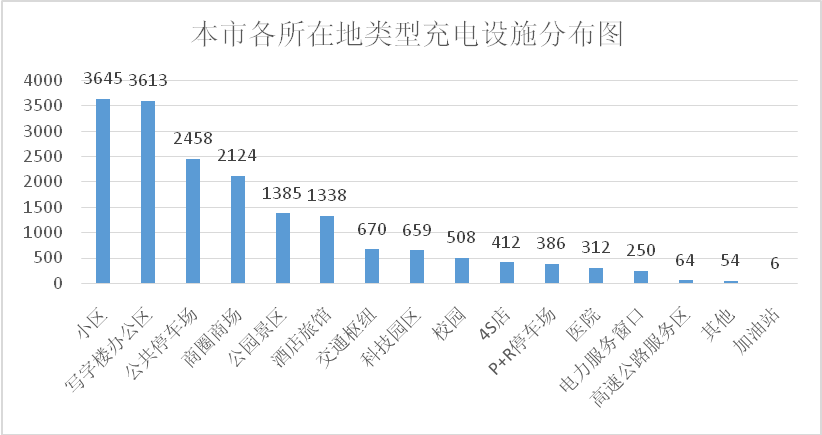 本市各所在地类型充电设施分布图
4000
3500
3000
2500
2000
1500
1000
500
0
3645
3613
2458
2124
1385
1338
670
659
508
412
386
312
250
64
54
6
小区
写字楼办公区
公共停车场
商圈商场
公园景区
酒店旅馆
交通枢纽
科技园区
校园
4S店
P+R停车场
医院
电力服务窗口
高速公路服务区
其他
加油站